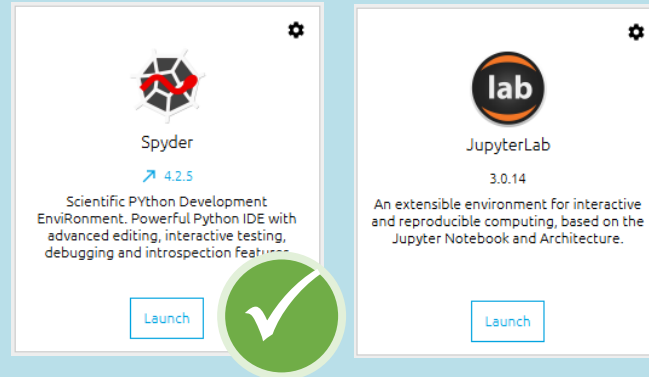 Spyder
4.2.5
Scientific PYthon Development
EnviRonment. Powerful Python IDE with
advanced editing, interactive testing,
debugging and introspection features
Launch
lab
JupyterLab
3.0.14
An extensible environment for interactive
and reproducible computing, based on the
Jupyter Notebook and Architecture.
Launch